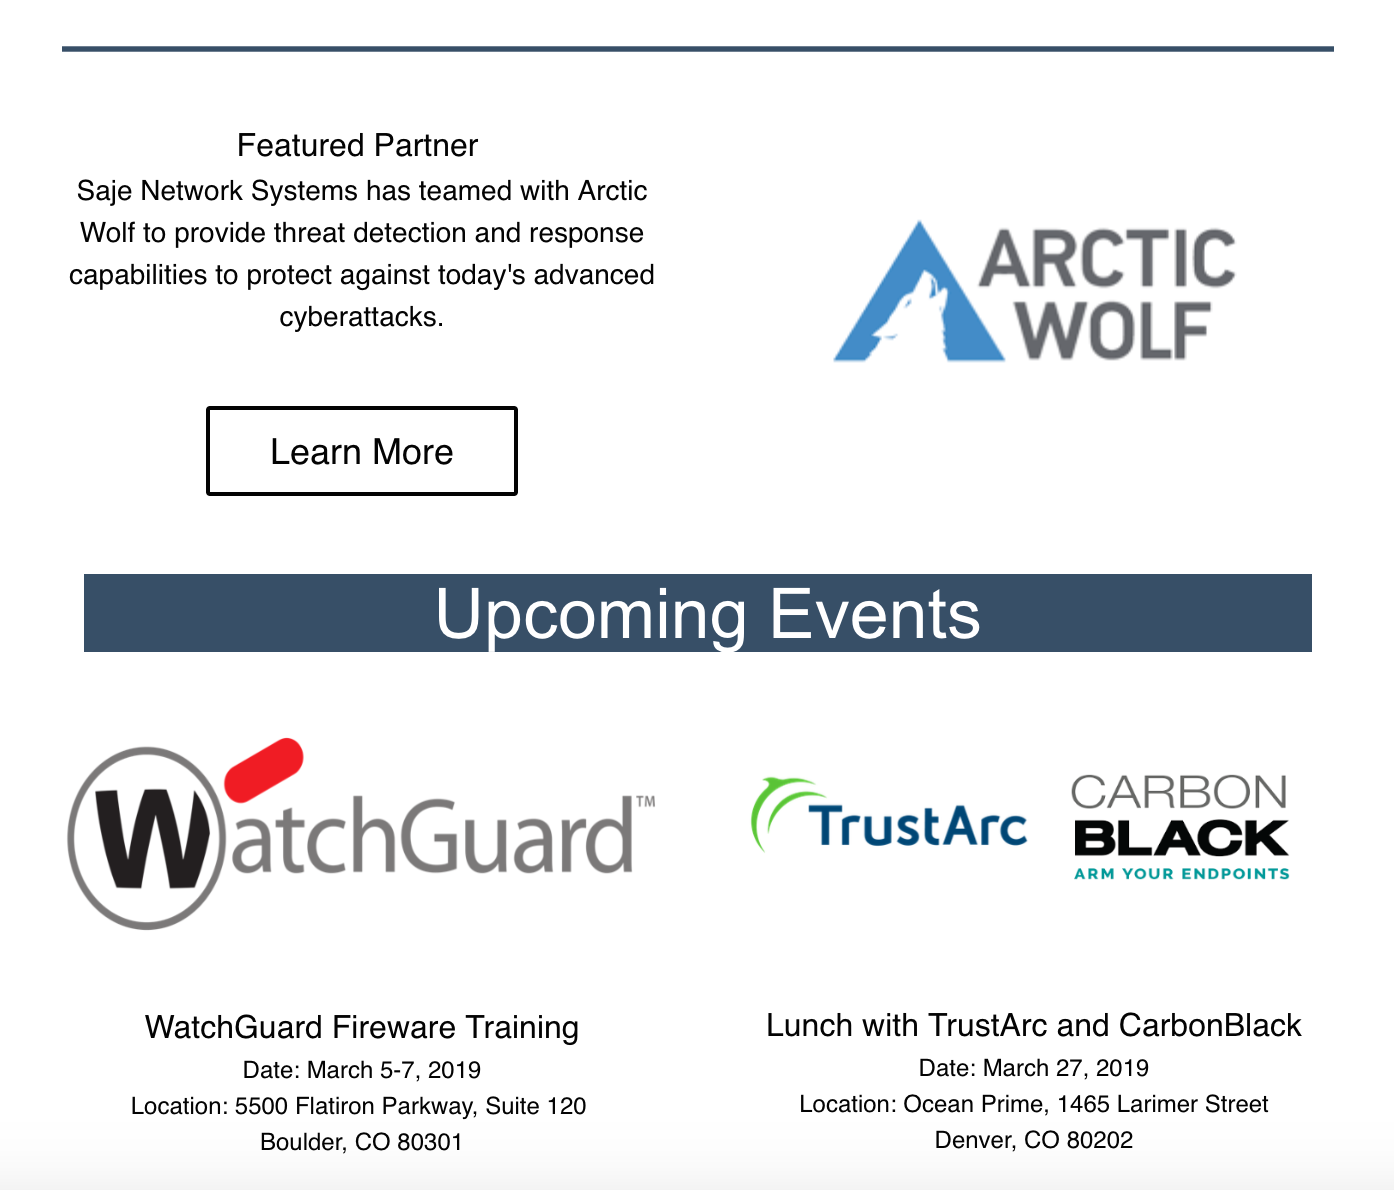 Featured Partner
Saje Network Systems has teamed with Arctic
Wolf to provide threat detection and response
capabilities to protect against today's advanced
cyberattacks.
Learn More
ARCTIC
WOLF
Upcoming Events
WatchGuard™
TrustArc
CARBON
BLACK
ARM YOUR ENDPOINTS
WatchGuard Fireware Training
Date: March 5-7, 2019
Location: 5500 Flatiron Parkway, Suite 120
Boulder, CO 80301
Lunch with TrustArc and CarbonBlack
Date: March 27, 2019
Location: Ocean Prime, 1465 Larimer Street
Denver, CO 80202